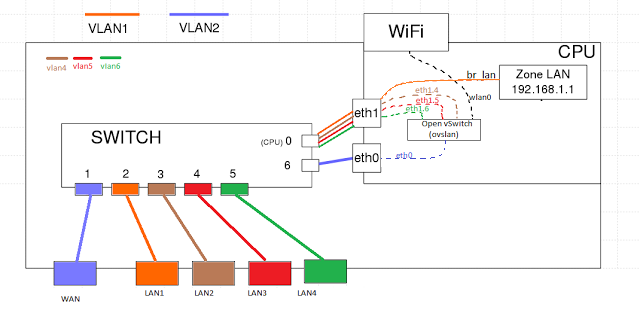 VLAN1
VLAN2
WiFi
CPU
vlan4
vlan5
vlan6
br_lan
Zone LAN
192.168.1.1
eth1.4
wlan0
eth1.5
eth1.6
eth1
Open vSwitch
(ovslan)
SWITCH
(CPU) 0
6
eth0
eth0
1
2
3
4
5
WAN
LAN1
LAN2
LAN3
LAN4